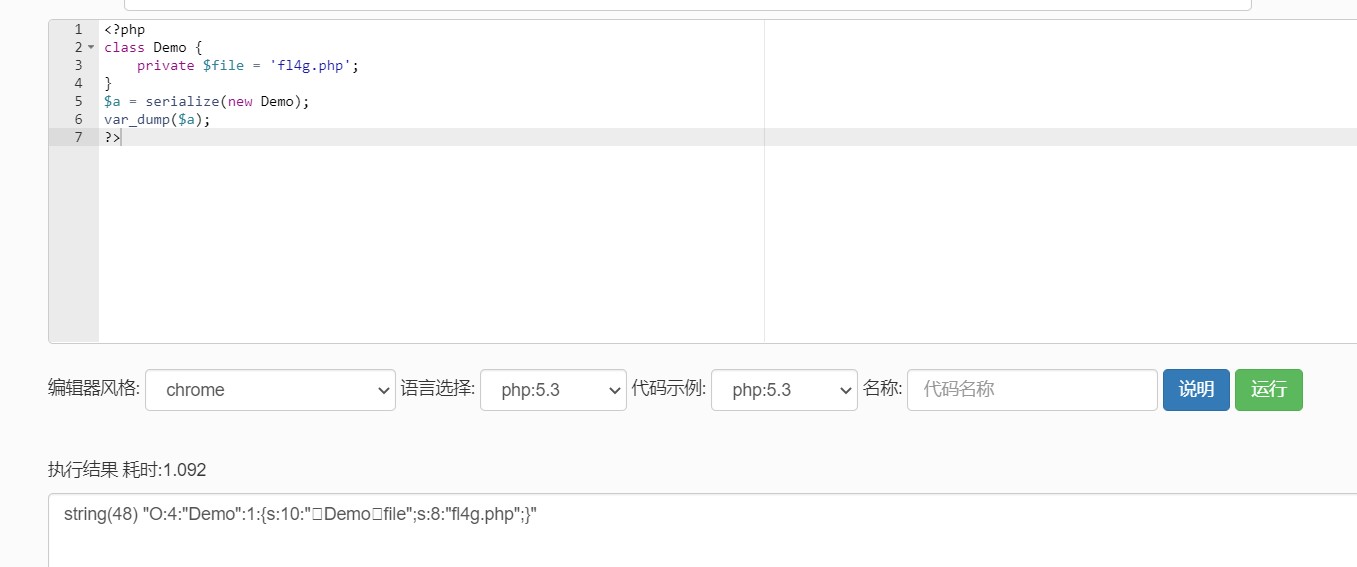 1 <?php
2 class Demo {
3     private $file = 'fl4g.php';
4 }
5 $a = serialize(new Demo);
6 var_dump($a);
7 ?>
编辑器风格: chrome 语言选择: php:5.3 代码示例: php:5.3 名称: 代码名称 说明 运行
执行结果 耗时:1.092
string(48) "O:4:"Demo":1:{s:10:"□Demo□file";s:8:"fl4g.php";}"